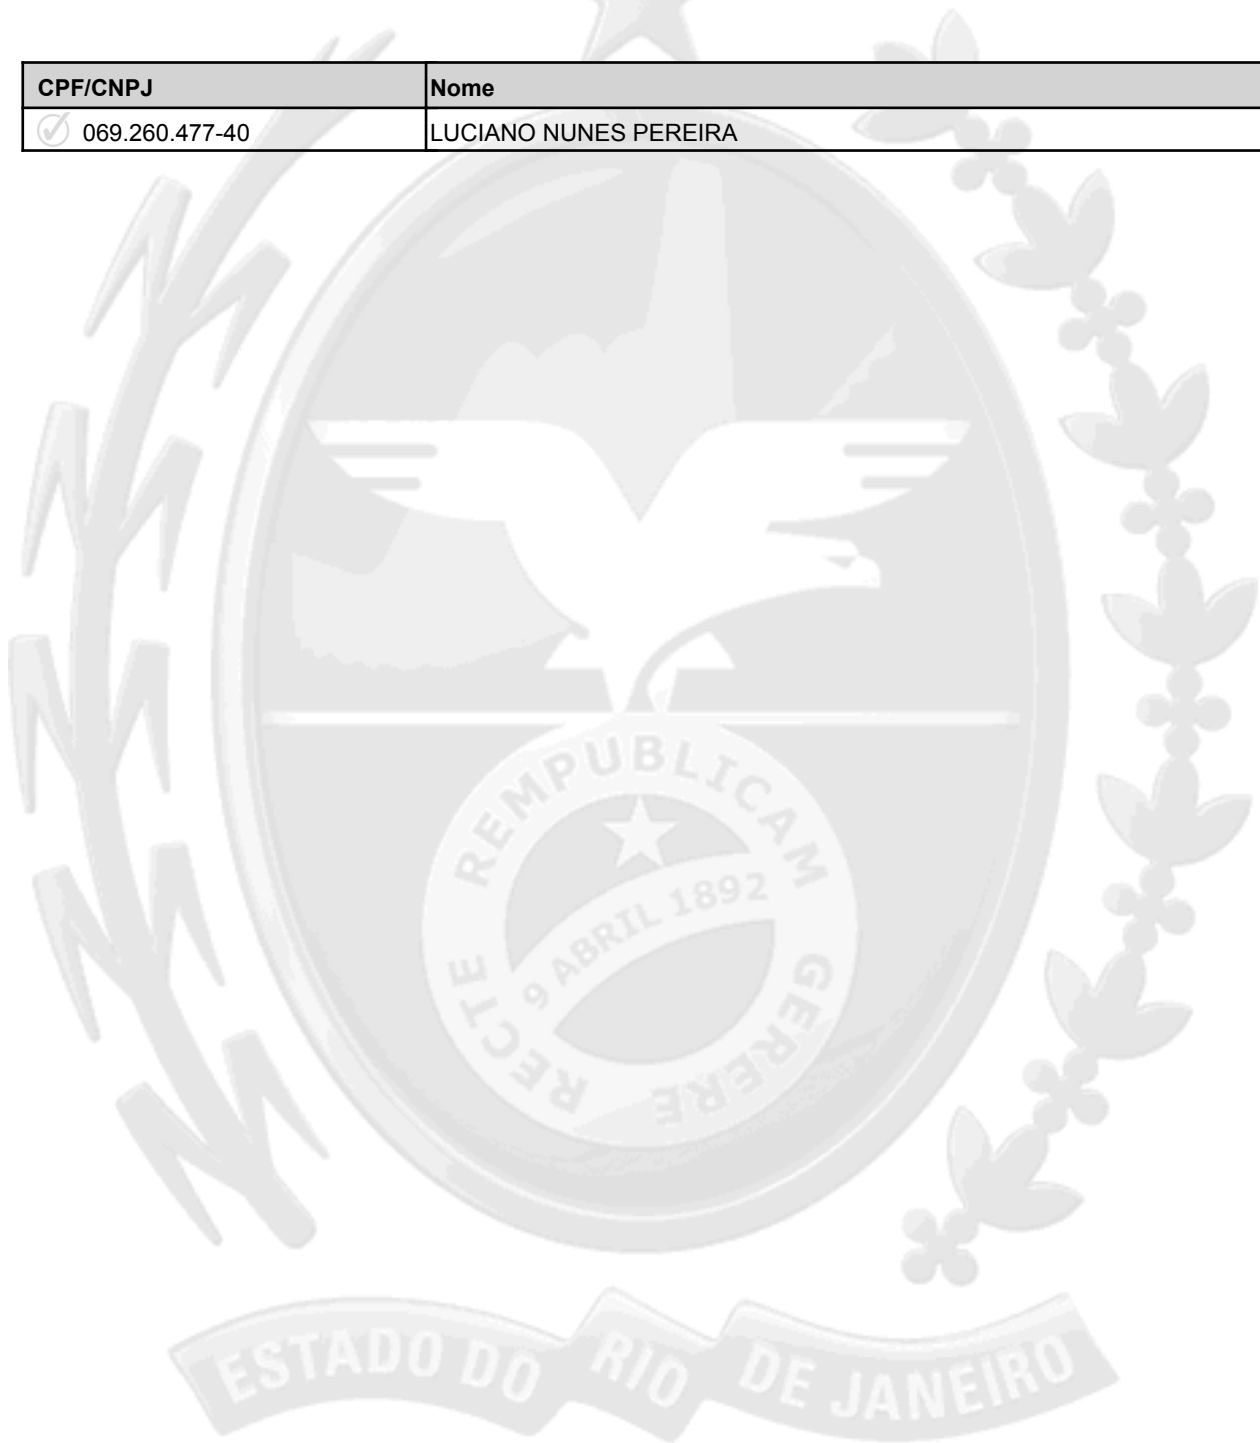 CPF/CNPJ Nome
069.260.477-40 LUCIANO NUNES PEREIRA
REMPUBLICAM
9 ABRIL 1892
RECTE GERERE
ESTADO DO RIO DE JANEIRO